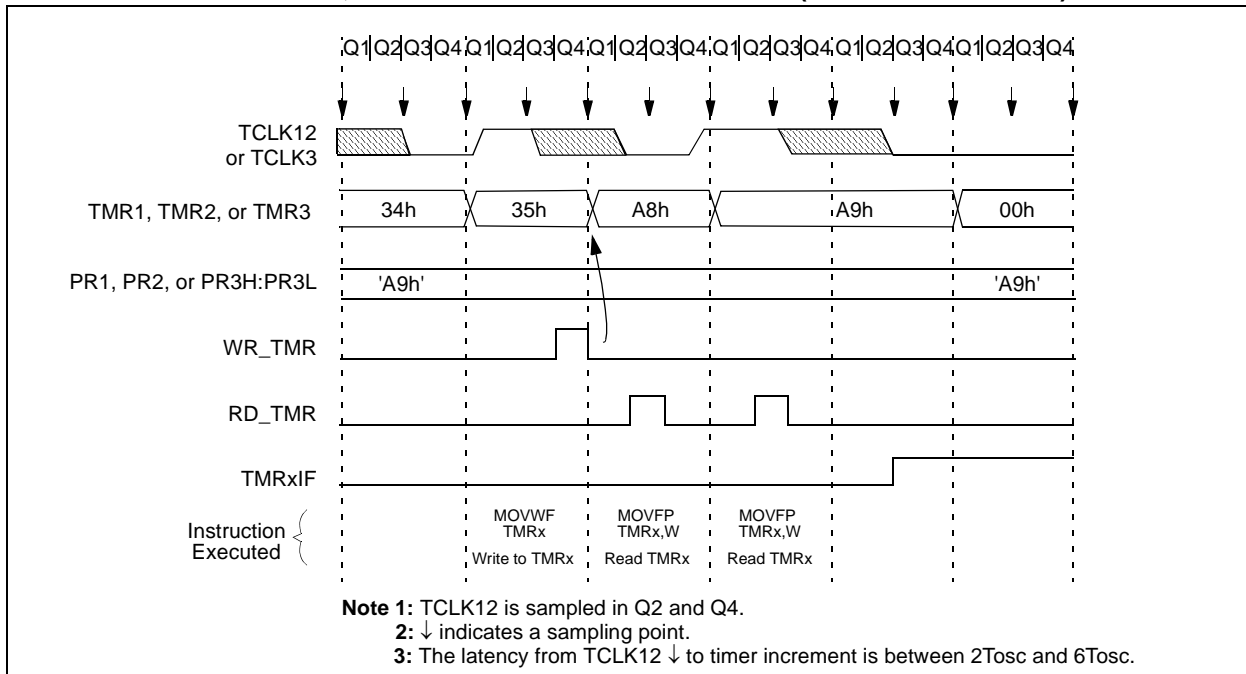 Q1 Q2 Q3 Q4 Q1 Q2 Q3 Q4 Q1 Q2 Q3 Q4 Q1 Q2 Q3 Q4 Q1 Q2 Q3 Q4 Q1 Q2 Q3 Q4
TCLK12
or TCLK3
TMR1, TMR2, or TMR3 34h 35h A8h A9h 00h
PR1, PR2, or PR3H:PR3L 'A9h' 'A9h'
WR_TMR
RD_TMR
TMRxIF
Instruction
Executed
MOVWF
TMRx
Write to TMRx
MOVFP
TMRx,W
Read TMRx
MOVFP
TMRx,W
Read TMRx
Note 1: TCLK12 is sampled in Q2 and Q4.
2: ↓ indicates a sampling point.
3: The latency from TCLK12 ↓ to timer increment is between 2Tosc and 6Tosc.